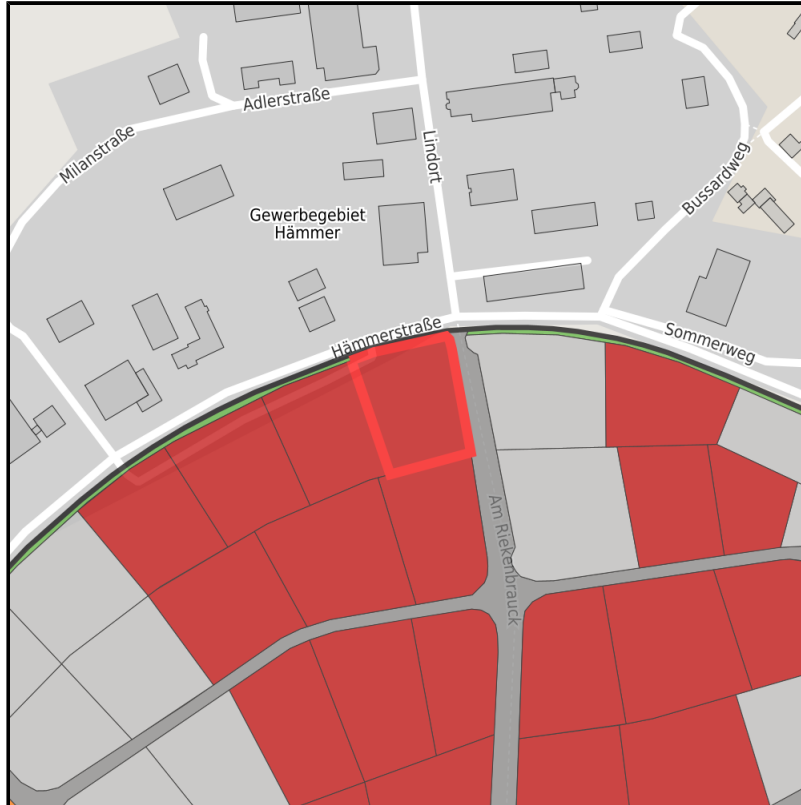 Adlerstraße
Milanstraße
Lindort
Bussardweg
Gewerbegebiet
Hämmer
Hämmerstraße
Sommerweg
Am Riekenbrauck